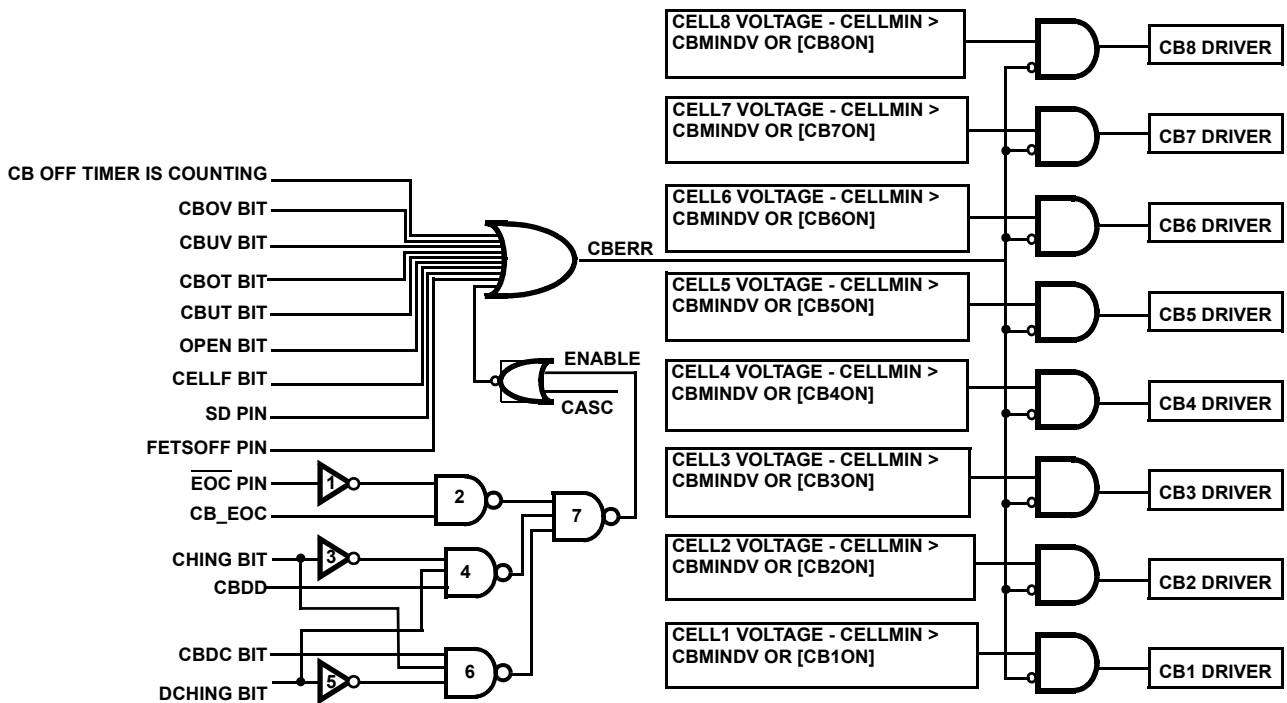 CELL8 VOLTAGE - CELLMIN >
CBMINDV OR [CB8ON]
CB8 DRIVER
CELL7 VOLTAGE - CELLMIN >
CBMINDV OR [CB7ON]
CB7 DRIVER
CB OFF TIMER IS COUNTING
CBOV BIT
CBUV BIT
CBOT BIT
CBUT BIT
OPEN BIT
CELLF BIT
SD PIN
FETSOFF PIN
CBERR
CELL6 VOLTAGE - CELLMIN >
CBMINDV OR [CB6ON]
CB6 DRIVER
CELL5 VOLTAGE - CELLMIN >
CBMINDV OR [CB5ON]
CB5 DRIVER
ENABLE
CASC
CELL4 VOLTAGE - CELLMIN >
CBMINDV OR [CB4ON]
CB4 DRIVER
EOC PIN
1
2
CB_EOC
7
CELL3 VOLTAGE - CELLMIN >
CBMINDV OR [CB3ON]
CB3 DRIVER
CHING BIT
3
4
CBDD
CELL2 VOLTAGE - CELLMIN >
CBMINDV OR [CB2ON]
CB2 DRIVER
CBDC BIT
6
DCHING BIT
5
CELL1 VOLTAGE - CELLMIN >
CBMINDV OR [CB1ON]
CB1 DRIVER